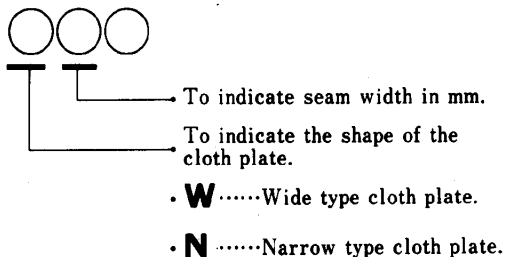 To indicate seam width in mm.
To indicate the shape of the
cloth plate.
· W ······Wide type cloth plate.
· N ······Narrow type cloth plate.